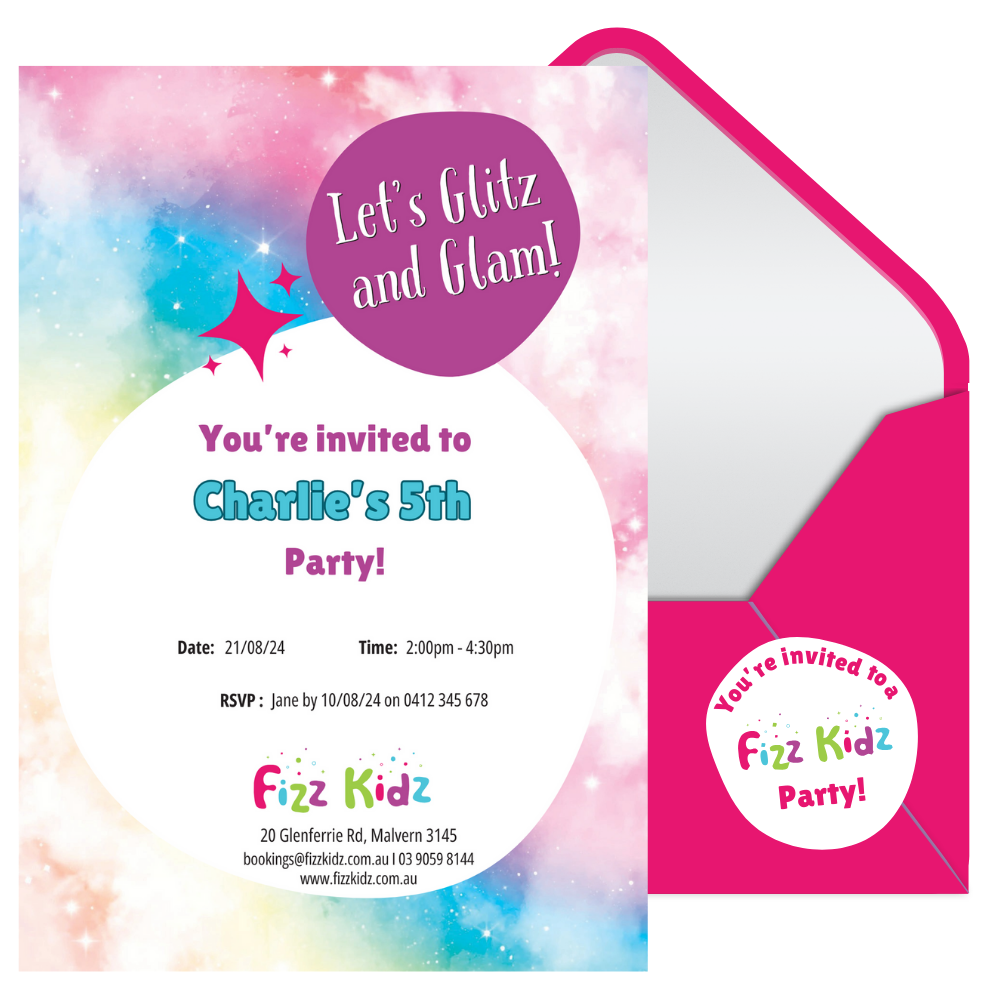 Let's Glitz
and Glam!
You're invited to
Charlie's 5th
Party!
Date: 21/08/24 Time: 2:00pm - 4:30pm
RSVP : Jane by 10/08/24 on 0412 345 678
Fizz Kidz
20 Glenferrie Rd, Malvern 3145
bookings@fizzkidz.com.au I 03 9059 8144
www.fizzkidz.com.au
You're invited to a
Fizz Kidz
Party!